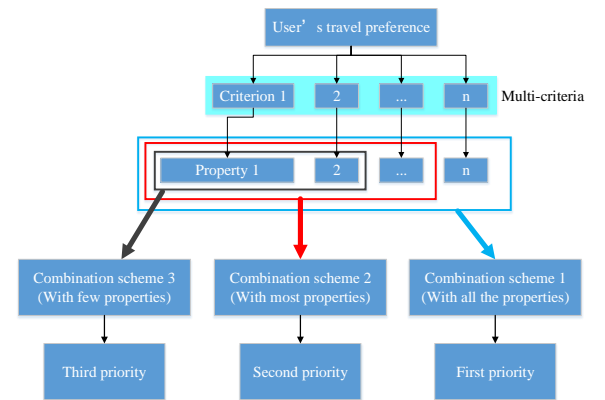 User's travel preference
Criterion 1
2
...
n
Multi-criteria
Property 1
2
...
n
Combination scheme 3
(With few properties)
Combination scheme 2
(With most properties)
Combination scheme 1
(With all the properties)
Third priority
Second priority
First priority